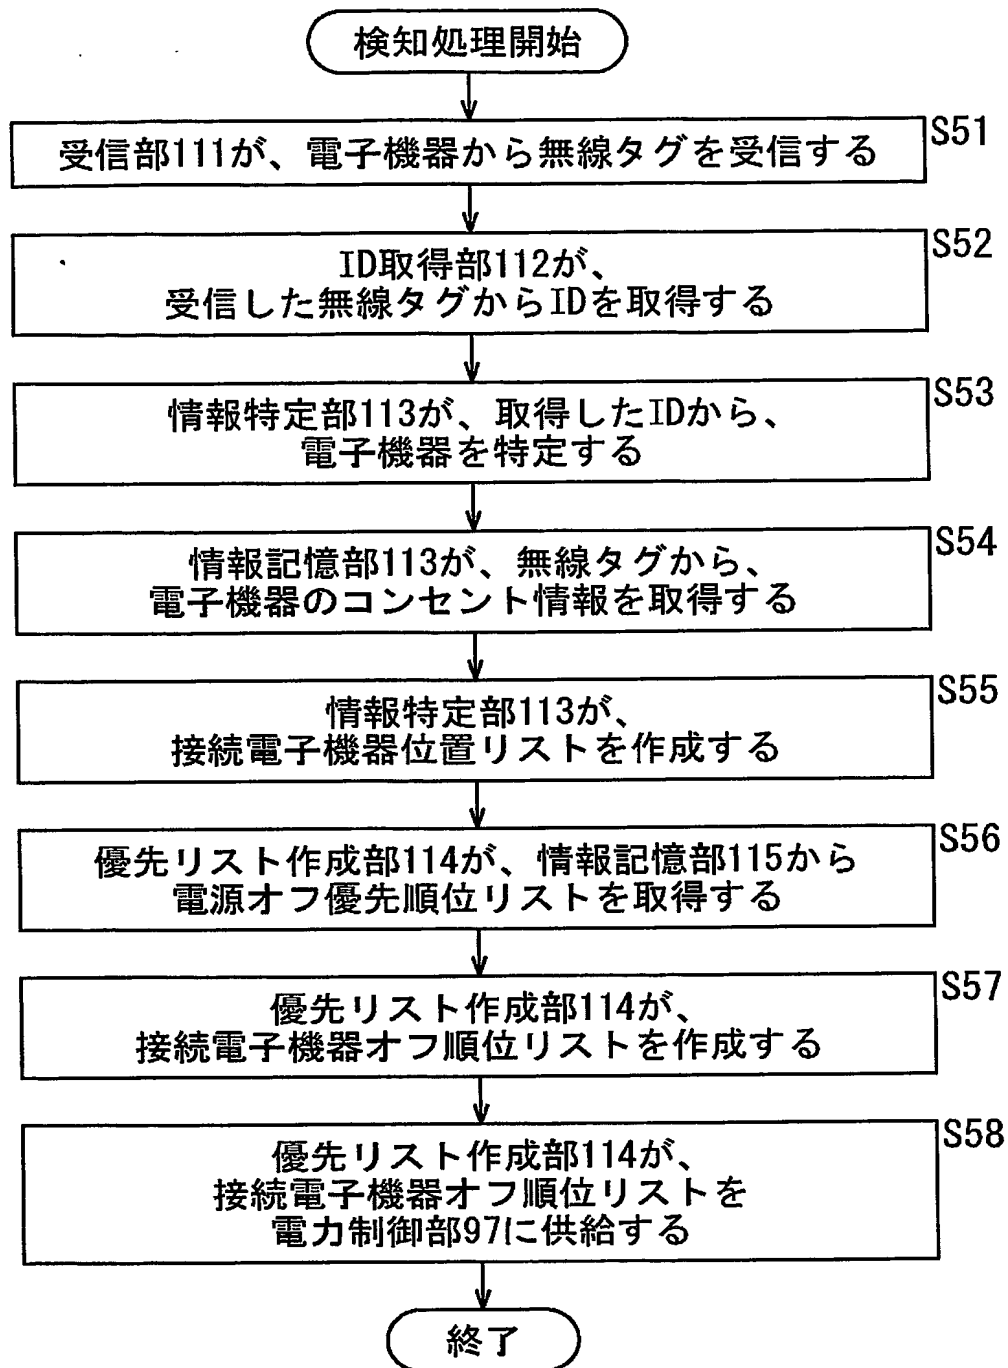 検知処理開始
S51
受信部111が、電子機器から無線タグを受信する
S52
ID取得部112が、
受信した無線タグからIDを取得する
S53
情報特定部113が、取得したIDから、
電子機器を特定する
S54
情報記憶部113が、無線タグから、
電子機器のコンセント情報を取得する
S55
情報特定部113が、
接続電子機器位置リストを作成する
S56
優先リスト作成部114が、情報記憶部115から
電源オフ優先順位リストを取得する
S57
優先リスト作成部114が、
接続電子機器オフ順位リストを作成する
S58
優先リスト作成部114が、
接続電子機器オフ順位リストを
電力制御部97に供給する
終了